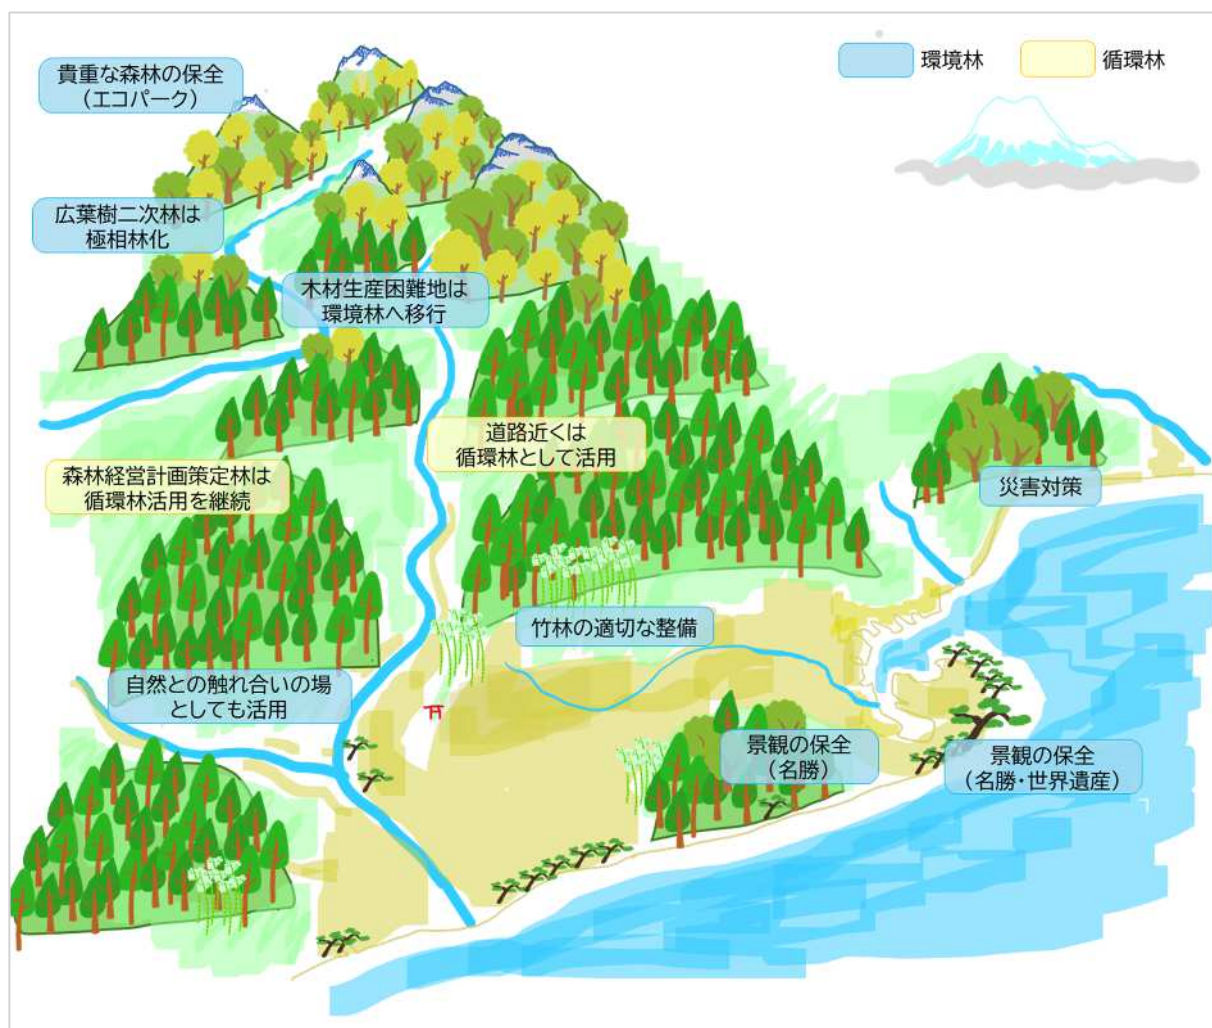 環境林
循環林
貴重な森林の保全
（エコパーク）
広葉樹二次林は
極相林化
木材生産困難地は
環境林へ移行
道路近くは
循環林として活用
森林経営計画策定林は
循環林活用を継続
災害対策
竹林の適切な整備
自然との触れ合いの場
としても活用
景観の保全
（名勝）
景観の保全
（名勝・世界遺産）